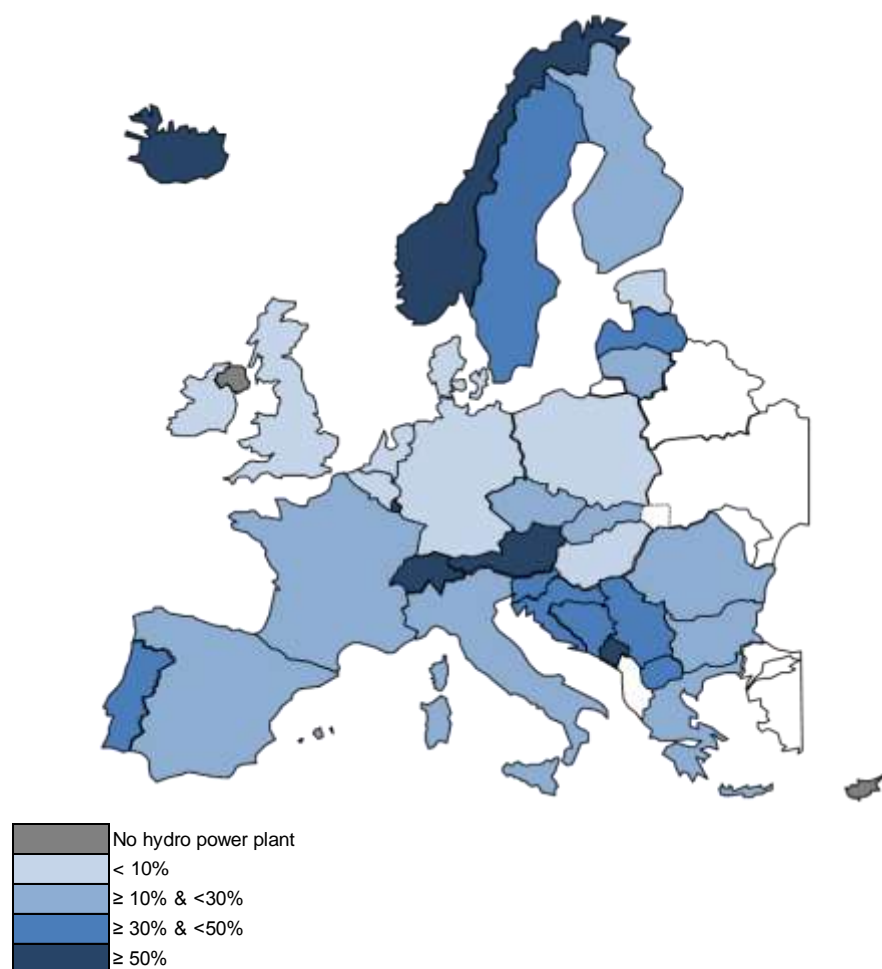 No hydro power plant
< 10%
≥ 10% & <30%
≥ 30% & <50%
≥ 50%